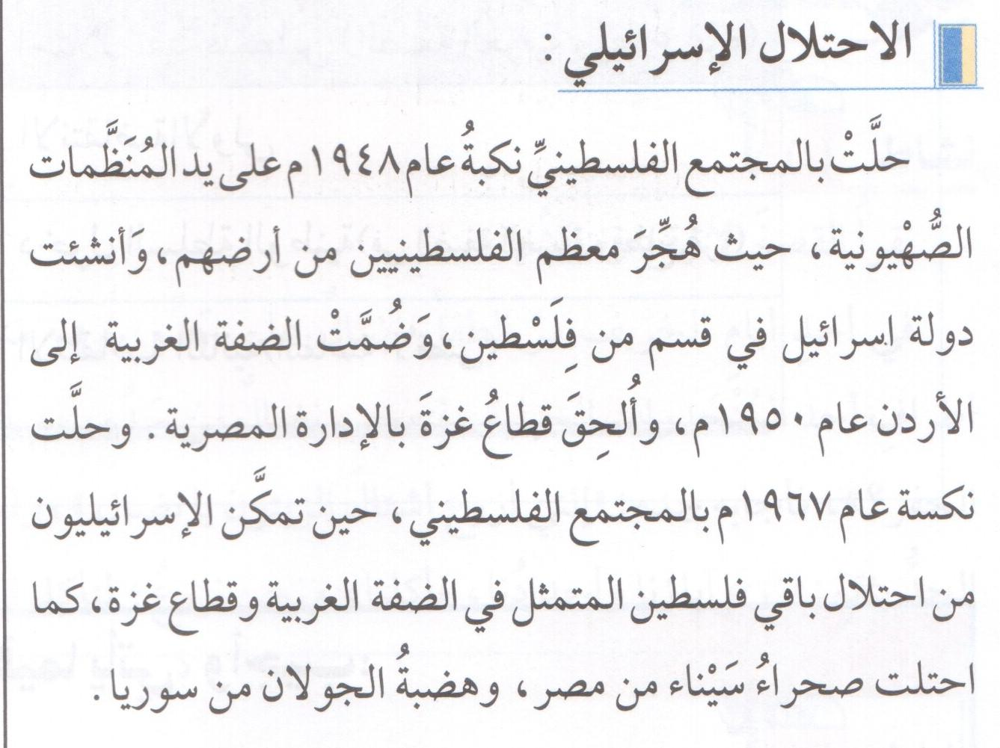 الاحتلال الإسرائيلي :
حلَّتْ بالمجتمع الفلسطينيِّ نكبةُ عام ١٩٤٨م على يد المُنَظَّمات
الصُّهْيونية، حيث هُجِّرَ معظم الفلسطينيين من أرضهم، وَأنشئت
دولة إسرائيل في قسم من فِلَسْطين، وَضُمَّتْ الضفة الغربية إلى
الأردن عام ١٩٥٠م، وأُلحِقَ قطاعُ غزةَ بالإدارة المصرية. وحلَّت
نكسة عام ١٩٦٧م بالمجتمع الفلسطيني، حين تمكَّن الإسرائيليون
من احتلال باقي فلسطين المتمثل في الضفة الغربية وقطاع غزة، كما
احتلت صحراءُ سَيْناء من مصر، وهضبةُ الجولان من سوريا.